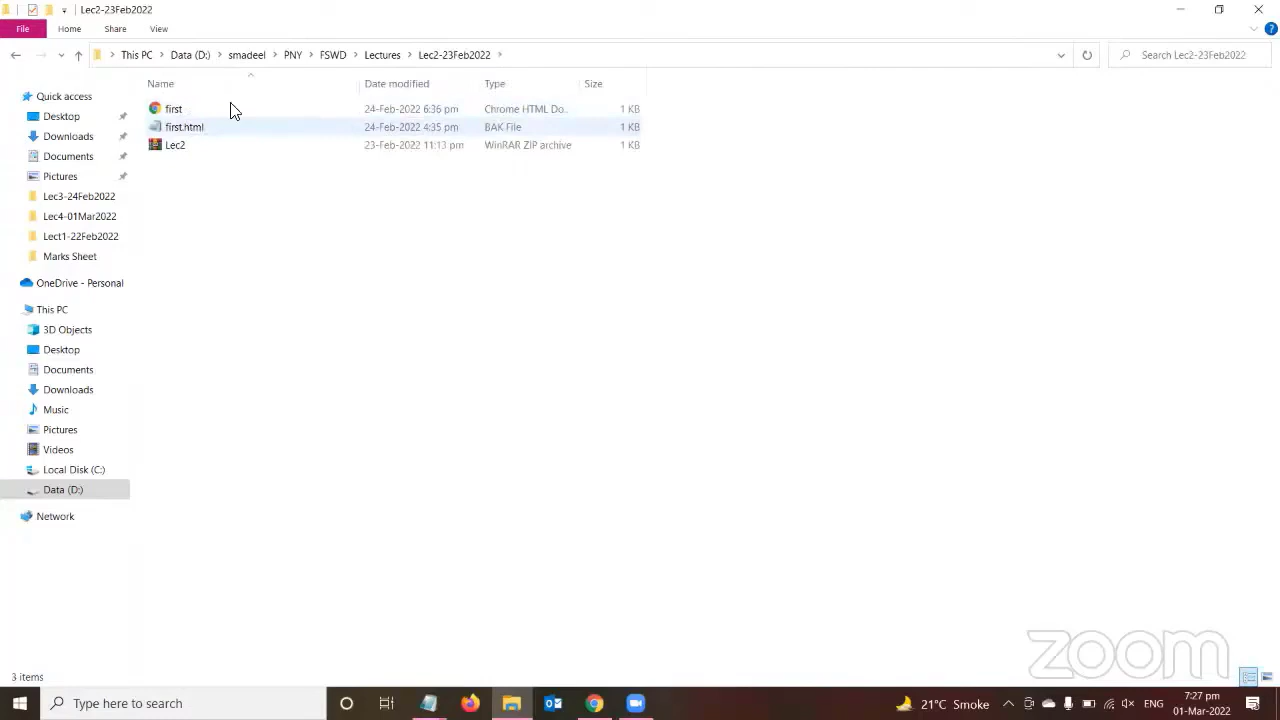 Lec2-23Feb2022
File Home Share View
This PC Data (D:) smadeel PNY FSWD Lectures Lec2-23Feb2022 Search Lec2-23Feb2022
Name Date modified Type Size
first 24-Feb-2022 6:36 pm Chrome HTML Do... 1 KB
first.html 24-Feb-2022 4:35 pm BAK File 1 KB
Lec2 23-Feb-2022 11:13 pm WinRAR ZIP archive 1 KB
Quick access
Desktop
Downloads
Documents
Pictures
Lec3-24Feb2022
Lec4-01Mar2022
Lect1-22Feb2022
Marks Sheet
OneDrive - Personal
This PC
3D Objects
Desktop
Documents
Downloads
Music
Pictures
Videos
Local Disk (C:)
Data (D:)
Network
zoom
3 items
Type here to search
21°C Smoke
ENG
7:27 pm
01-Mar-2022